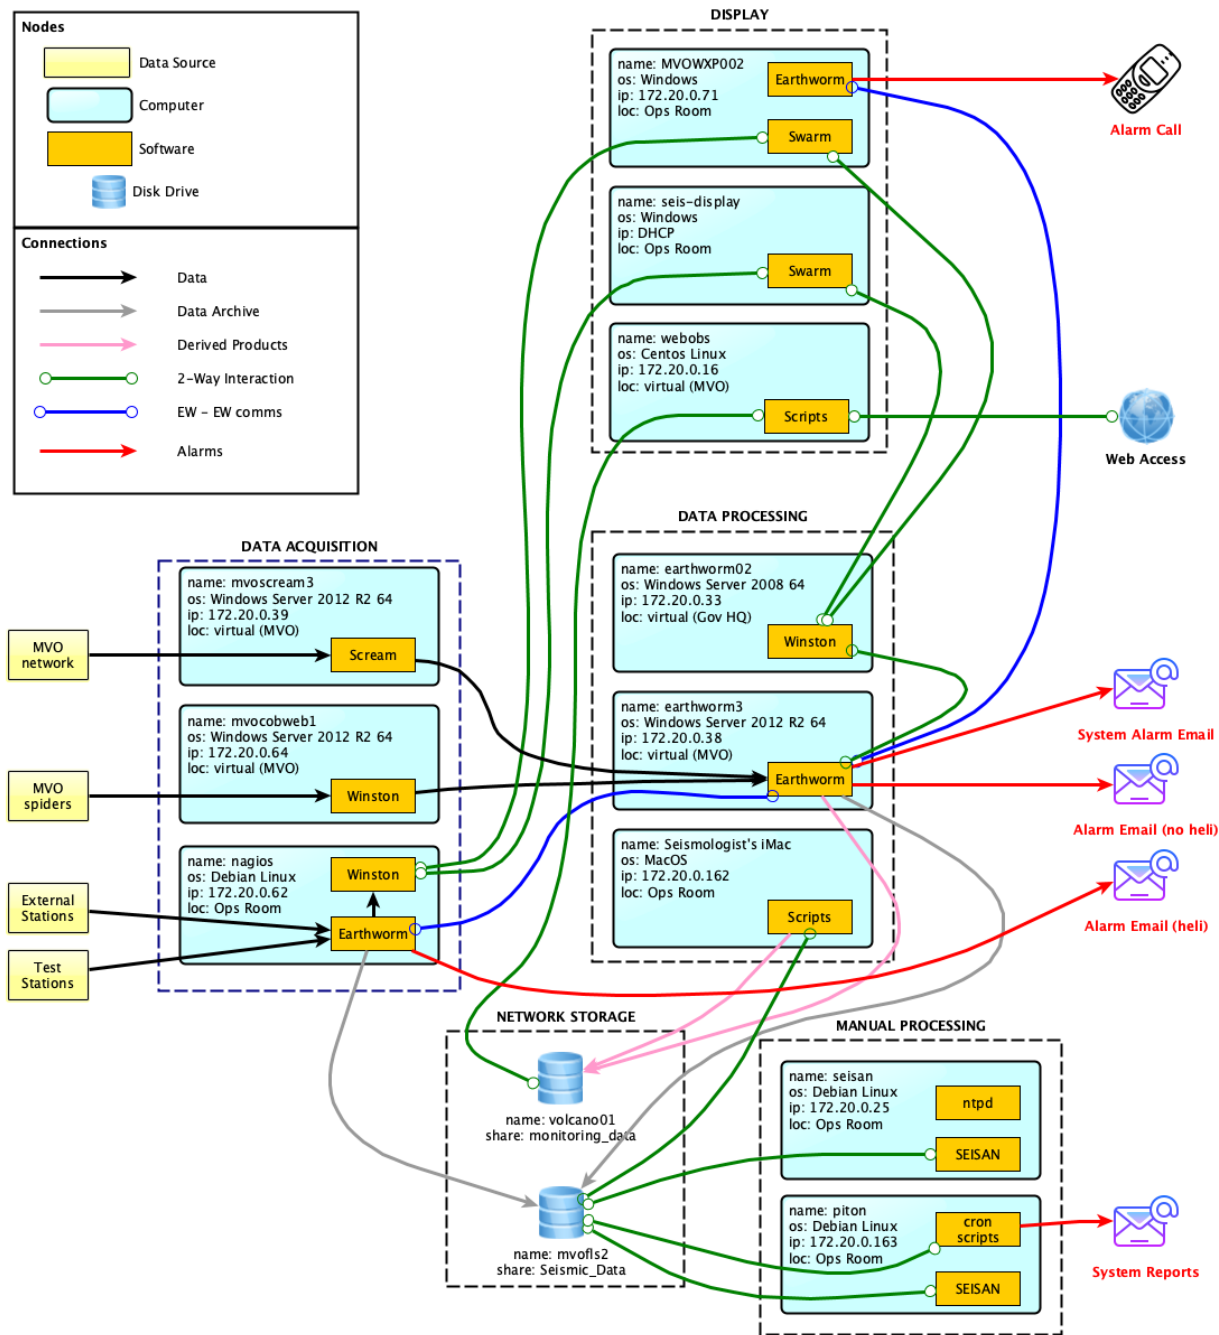 Nodes
Data Source
Computer
Software
Disk Drive
Connections
Data
Data Archive
Derived Products
2-Way Interaction
EW - EW comms
Alarms
DISPLAY
name: MVOWXP002
os: Windows
ip: 172.20.0.71
loc: Ops Room
Earthworm
Swarm
Alarm Call
name: seis-display
os: Windows
ip: DHCP
loc: Ops Room
Swarm
name: webobs
os: Centos Linux
ip: 172.20.0.16
loc: virtual (MVO)
Scripts
Web Access
DATA ACQUISITION
name: mvoscream3
os: Windows Server 2012 R2 64
ip: 172.20.0.39
loc: virtual (MVO)
Scream
MVO
network
name: mvocobweb1
os: Windows Server 2012 R2 64
ip: 172.20.0.64
loc: virtual (MVO)
Winston
MVO
spiders
name: nagios
os: Debian Linux
ip: 172.20.0.62
loc: Ops Room
Winston
Earthworm
External
Stations
Test
Stations
DATA PROCESSING
name: earthworm02
os: Windows Server 2008 64
ip: 172.20.0.33
loc: virtual (Gov HQ)
Winston
name: earthworm3
os: Windows Server 2012 R2 64
ip: 172.20.0.38
loc: virtual (MVO)
Earthworm
name: Seismologist's iMac
os: MacOS
ip: 172.20.0.162
loc: Ops Room
Scripts
System Alarm Email
Alarm Email (no heli)
Alarm Email (heli)
NETWORK STORAGE
name: volcano01
share: monitoring_data
name: mvofls2
share: Seismic_Data
MANUAL PROCESSING
name: seisan
os: Debian Linux
ip: 172.20.0.25
loc: Ops Room
ntpd
SEISAN
name: piton
os: Debian Linux
ip: 172.20.0.163
loc: Ops Room
cron
scripts
SEISAN
System Reports